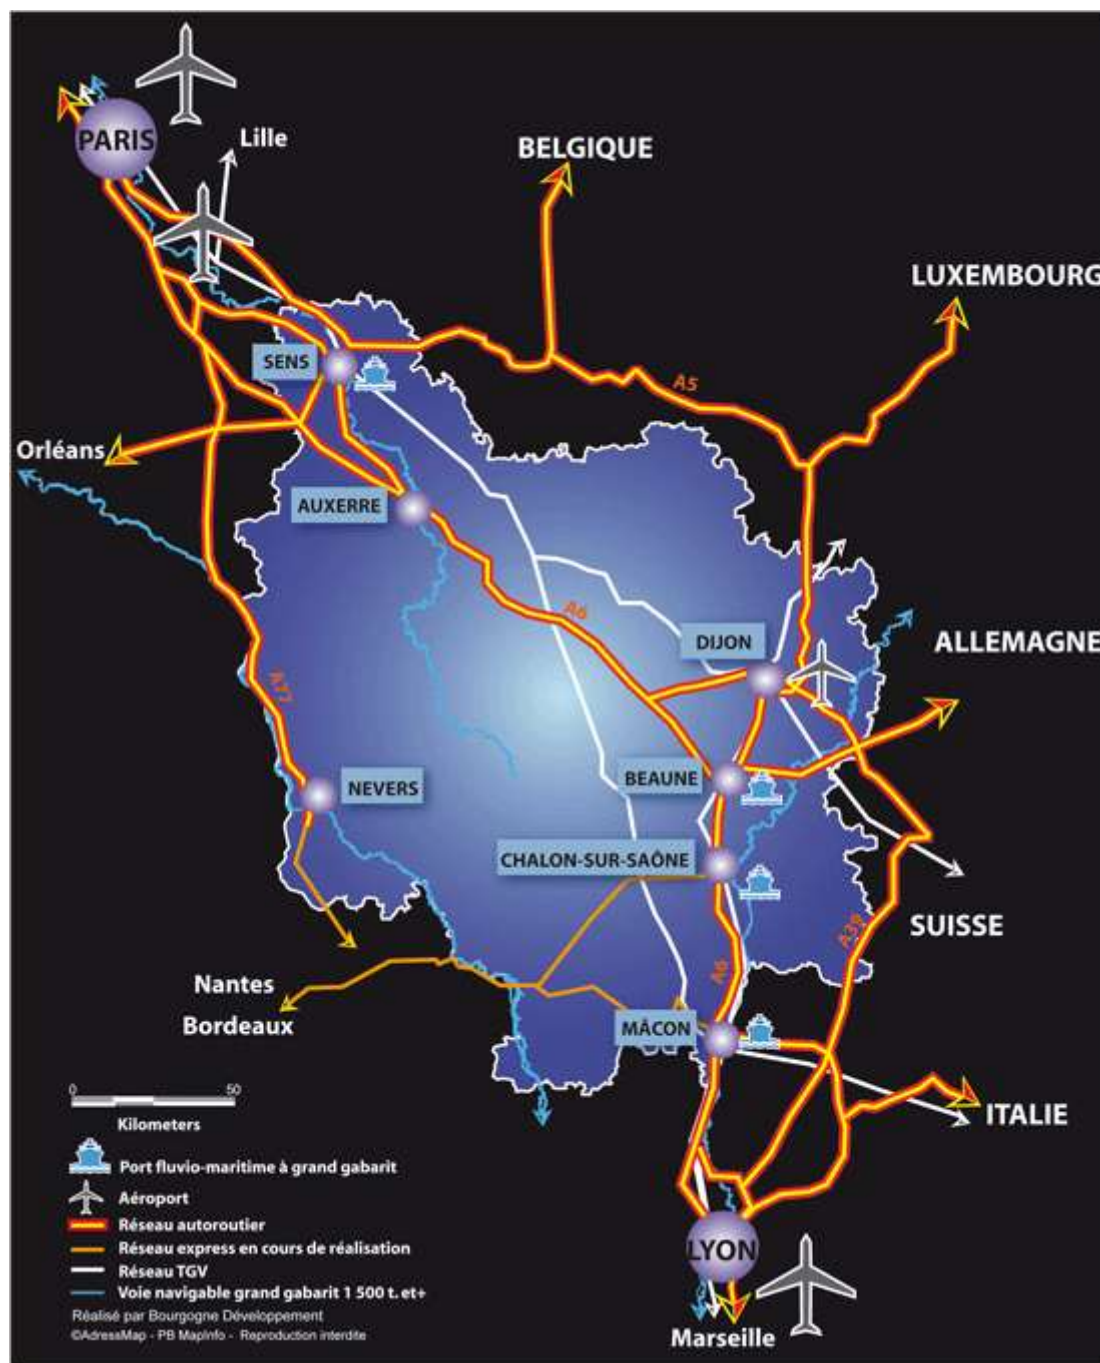 PARIS
Lille
BELGIQUE
LUXEMBOURG
SENS
A5
Orléans
AUXERRE
A6
DIJON
ALLEMAGNE
A77
NEVERS
BEAUNE
CHALON-SUR-SAÔNE
A39
SUISSE
A6
Nantes
Bordeaux
MÂCON
0 50
Kilometers
ITALIE
Port fluvio-maritime à grand gabarit
Aéroport
Réseau autoroutier
Réseau express en cours de réalisation
Réseau TGV
Voie navigable grand gabarit 1 500 t. et+
LYON
Réalisé par Bourgogne Développement
©AdressMap - PB MapInfo - Reproduction interdite
Marseille